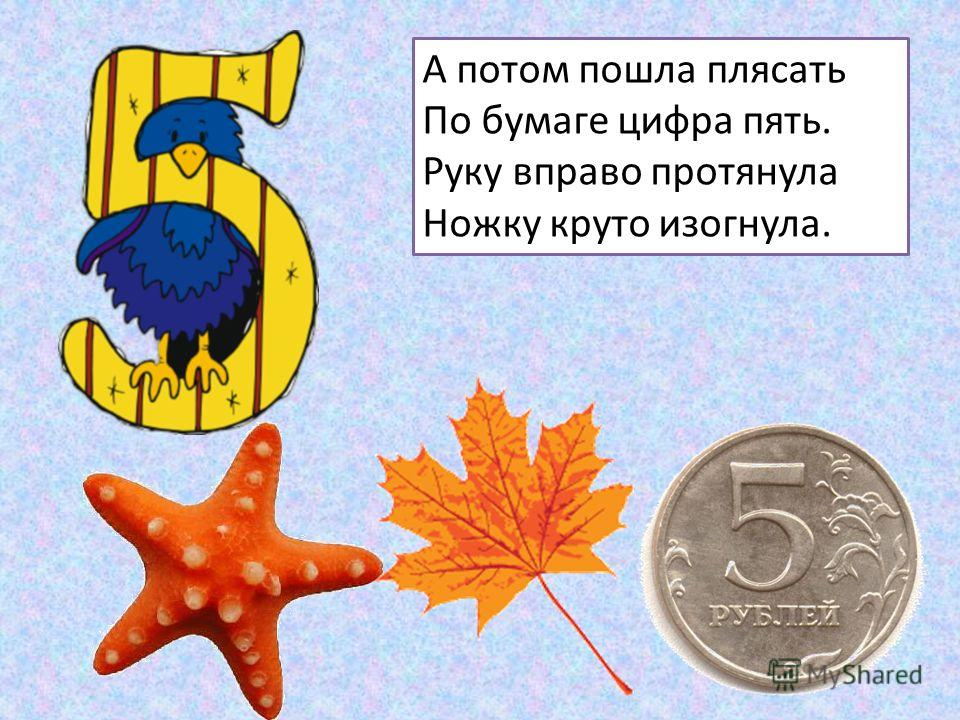 А потом пошла плясать
По бумаге цифра пять.
Руку вправо протянула
Ножку круто изогнула.
5
5
РУБЛЕЙ
MyShared